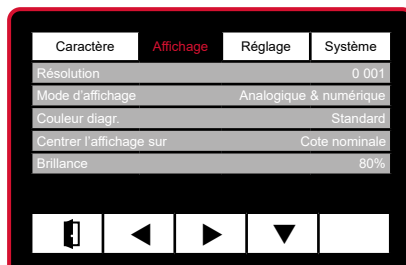 Caractère Affichage Réglage Système
Résolution 0 001
Mode d'affichage Analogique & numérique
Couleur diagr. Standard
Centrer l'affichage sur Cote nominale
Brillance 80%